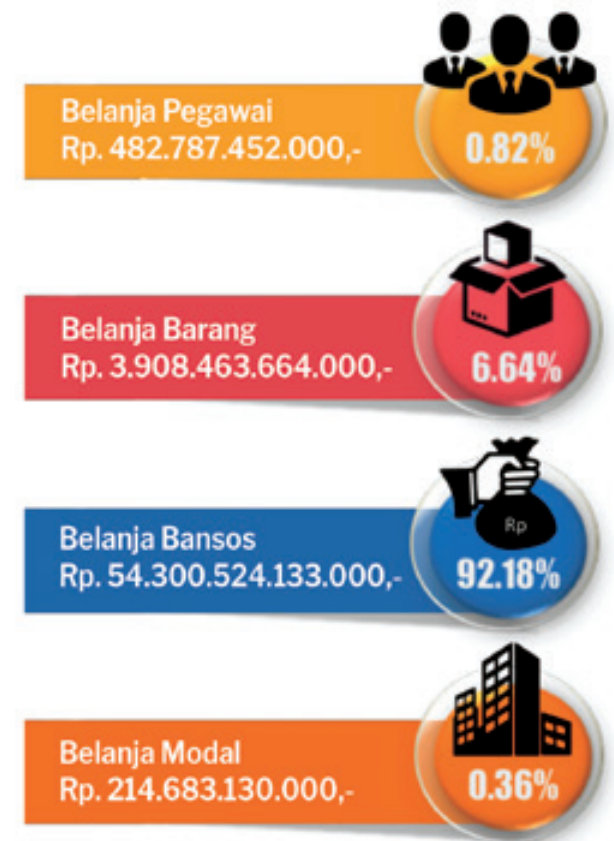 Belanja Pegawai
Rp. 482.787.452.000,-
0.82%
Belanja Barang
Rp. 3.908.463.664.000,-
6.64%
Belanja Bansos
Rp. 54.300.524.133.000,-
Rp
92.18%
Belanja Modal
Rp. 214.683.130.000,-
0.36%